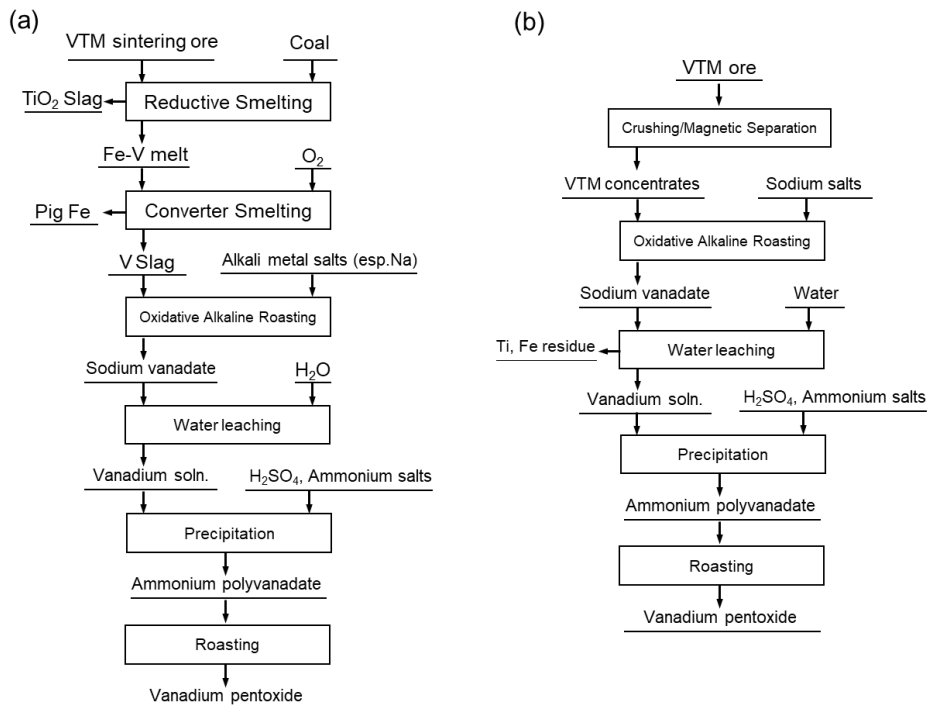 (a)
VTM sintering ore
Coal
TiO2 Slag
Reductive Smelting
Fe-V melt
O2
Pig Fe
Converter Smelting
V Slag
Alkali metal salts (esp.Na)
Oxidative Alkaline Roasting
Sodium vanadate
H2O
Water leaching
Vanadium soln.
H2SO4, Ammonium salts
Precipitation
Ammonium polyvanadate
Roasting
Vanadium pentoxide
(b)
VTM ore
Crushing/Magnetic Separation
VTM concentrates
Sodium salts
Oxidative Alkaline Roasting
Sodium vanadate
Water
Ti, Fe residue
Water leaching
Vanadium soln.
H2SO4, Ammonium salts
Precipitation
Ammonium polyvanadate
Roasting
Vanadium pentoxide